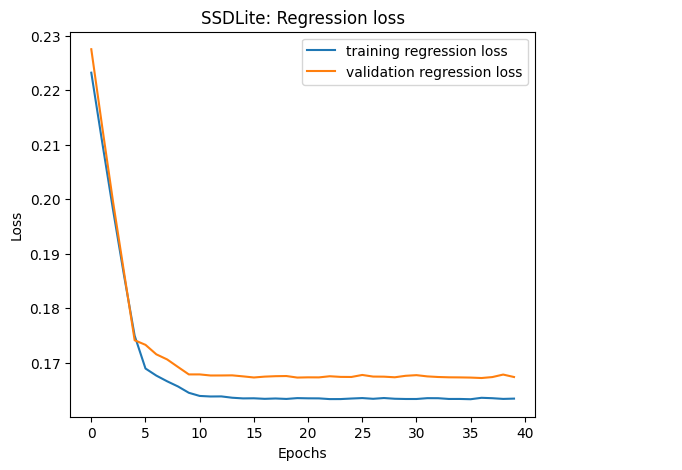 SSDLite: Regression loss
training regression loss
validation regression loss
0.23
0.22
0.21
0.20
0.19
0.18
0.17
Loss
0 5 10 15 20 25 30 35 40
Epochs